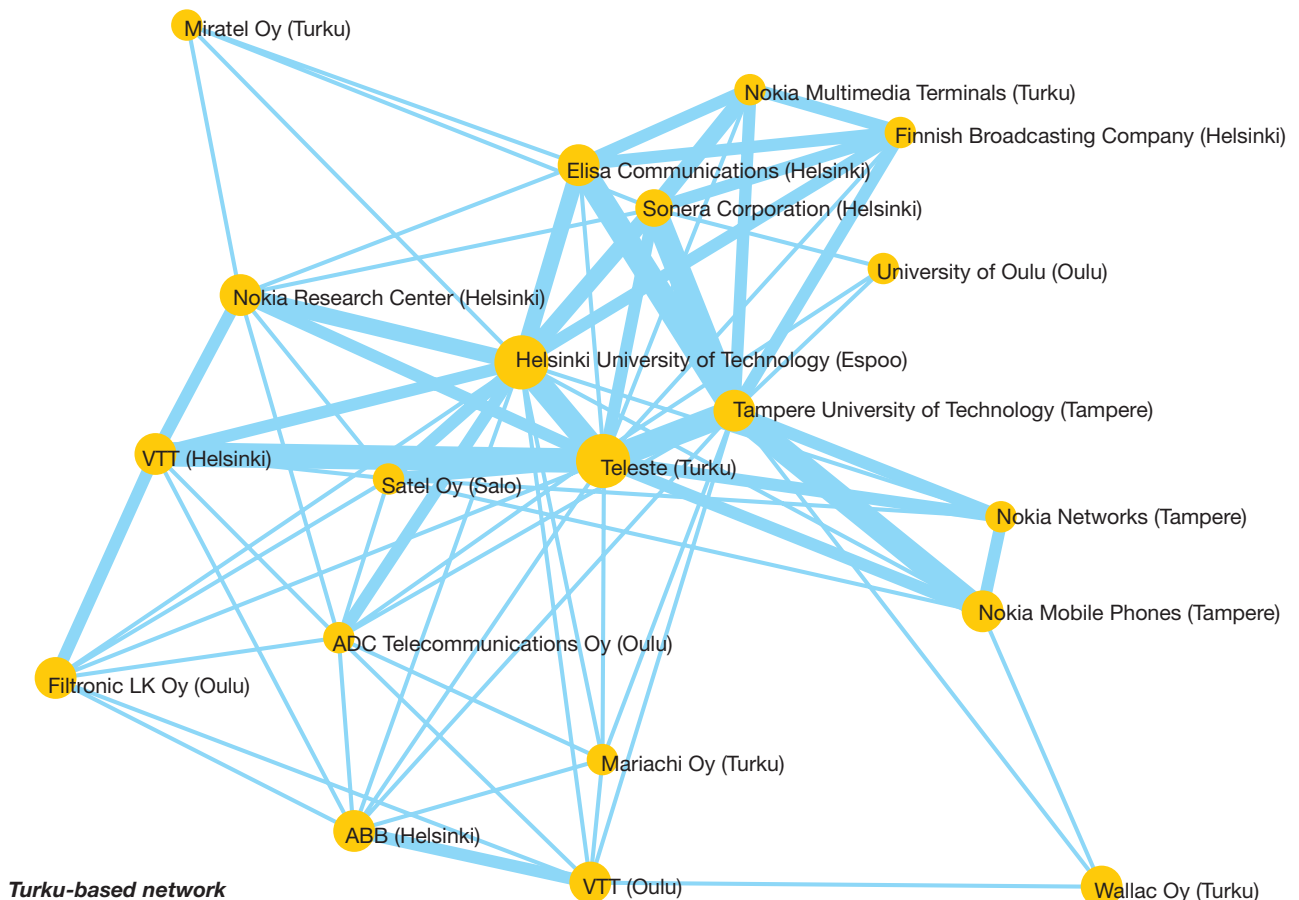 Miratel Oy (Turku)
Nokia Multimedia Terminals (Turku)
Finnish Broadcasting Company (Helsinki)
Elisa Communications (Helsinki)
Sonera Corporation (Helsinki)
University of Oulu (Oulu)
Nokia Research Center (Helsinki)
Helsinki University of Technology (Espoo)
Tampere University of Technology (Tampere)
VTT (Helsinki)
Teleste (Turku)
Satel Oy (Salo)
Nokia Networks (Tampere)
Nokia Mobile Phones (Tampere)
ADC Telecommunications Oy (Oulu)
Filtronic LK Oy (Oulu)
Mariachi Oy (Turku)
ABB (Helsinki)
VTT (Oulu)
Wallac Oy (Turku)
Turku-based network